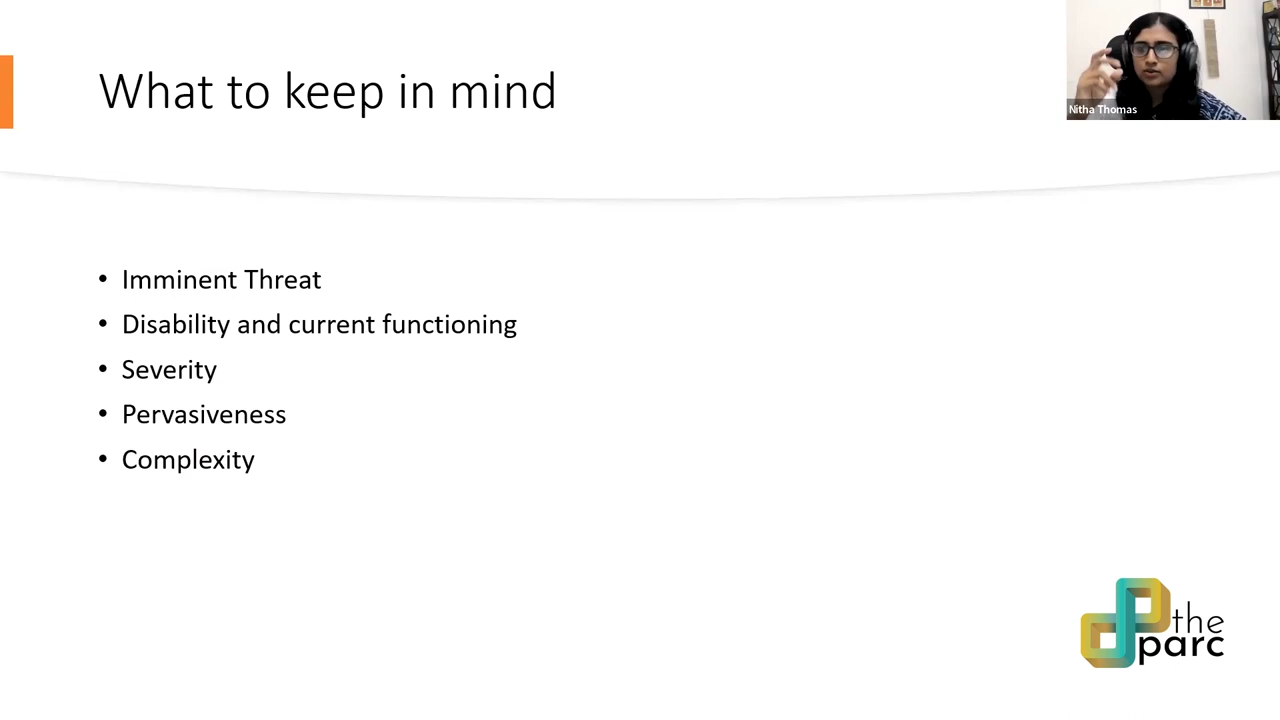 What to keep in mind
Nitha Thomas
• Imminent Threat
• Disability and current functioning
• Severity
• Pervasiveness
• Complexity
the
parc